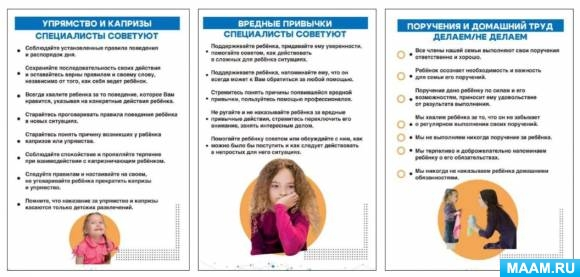 УПРЯМСТВО И КАПРИЗЫ
СПЕЦИАЛИСТЫ СОВЕТУЮТ
Соблюдайте установленные правила поведения
и распорядок дня.
Сохраняйте последовательность своих действий
и оставайтесь верны правилам и своему слову,
независимо от того, как себя ведет ребёнок.
Всегда хвалите ребенка за то поведение, которое Вам
нравится, указывая на конкретные действия ребёнка.
Старайтесь проговаривать правила поведения ребёнка
в новых ситуациях.
Старайтесь понять причину возникших у ребёнка
капризов или упрямства.
Соблюдайте спокойствие и проявляйте терпение
при взаимодействии с капризничающим ребёнком.
Следуйте правилам и настаивайте на своем,
не уговаривайте ребёнка прекратить капризы
и упрямство.
Помните, что наказание за упрямство и капризы
касаются только детских развлечений.
ВРЕДНЫЕ ПРИВЫЧКИ
СПЕЦИАЛИСТЫ СОВЕТУЮТ
Поддерживайте ребёнка, придавайте ему уверенности,
помогайте советом, как действовать
в сложных для ребёнка ситуациях.
Поддерживайте ребёнка, напоминайте ему, что он
всегда может к Вам обратиться за любой помощью.
Стремитесь понять причины появившейся вредной
привычки, пользуйтесь помощью профессионалов.
Не ругайте и не наказывайте ребёнка за вредные
привычные действия, стремитесь переключить его
внимание, занять интересным делом.
Помогайте ребёнку советом или обсуждайте с ним, как
можно было бы поступить и как следует действовать
в непростых для него ситуациях.
ПОРУЧЕНИЯ И ДОМАШНИЙ ТРУД
ДЕЛАЕМ/НЕ ДЕЛАЕМ
Все члены нашей семьи выполняют свои поручения
ответственно и хорошо.
Ребёнок осознает необходимость и важность
для семьи его поручений.
Поручение дано ребёнку по силам и его
возможностям, приносит ему удовольствие
от результата выполнения.
Мы хвалим ребёнка за то, что он не забывает
о регулярном выполнении своих поручений.
Мы не выполняем никогда поручения за ребёнка.
Мы терпеливо и доброжелательно напоминаем
ребёнку о его обязательствах.
Мы никогда не наказываем ребёнка домашними
обязанностями.
MAAM.RU